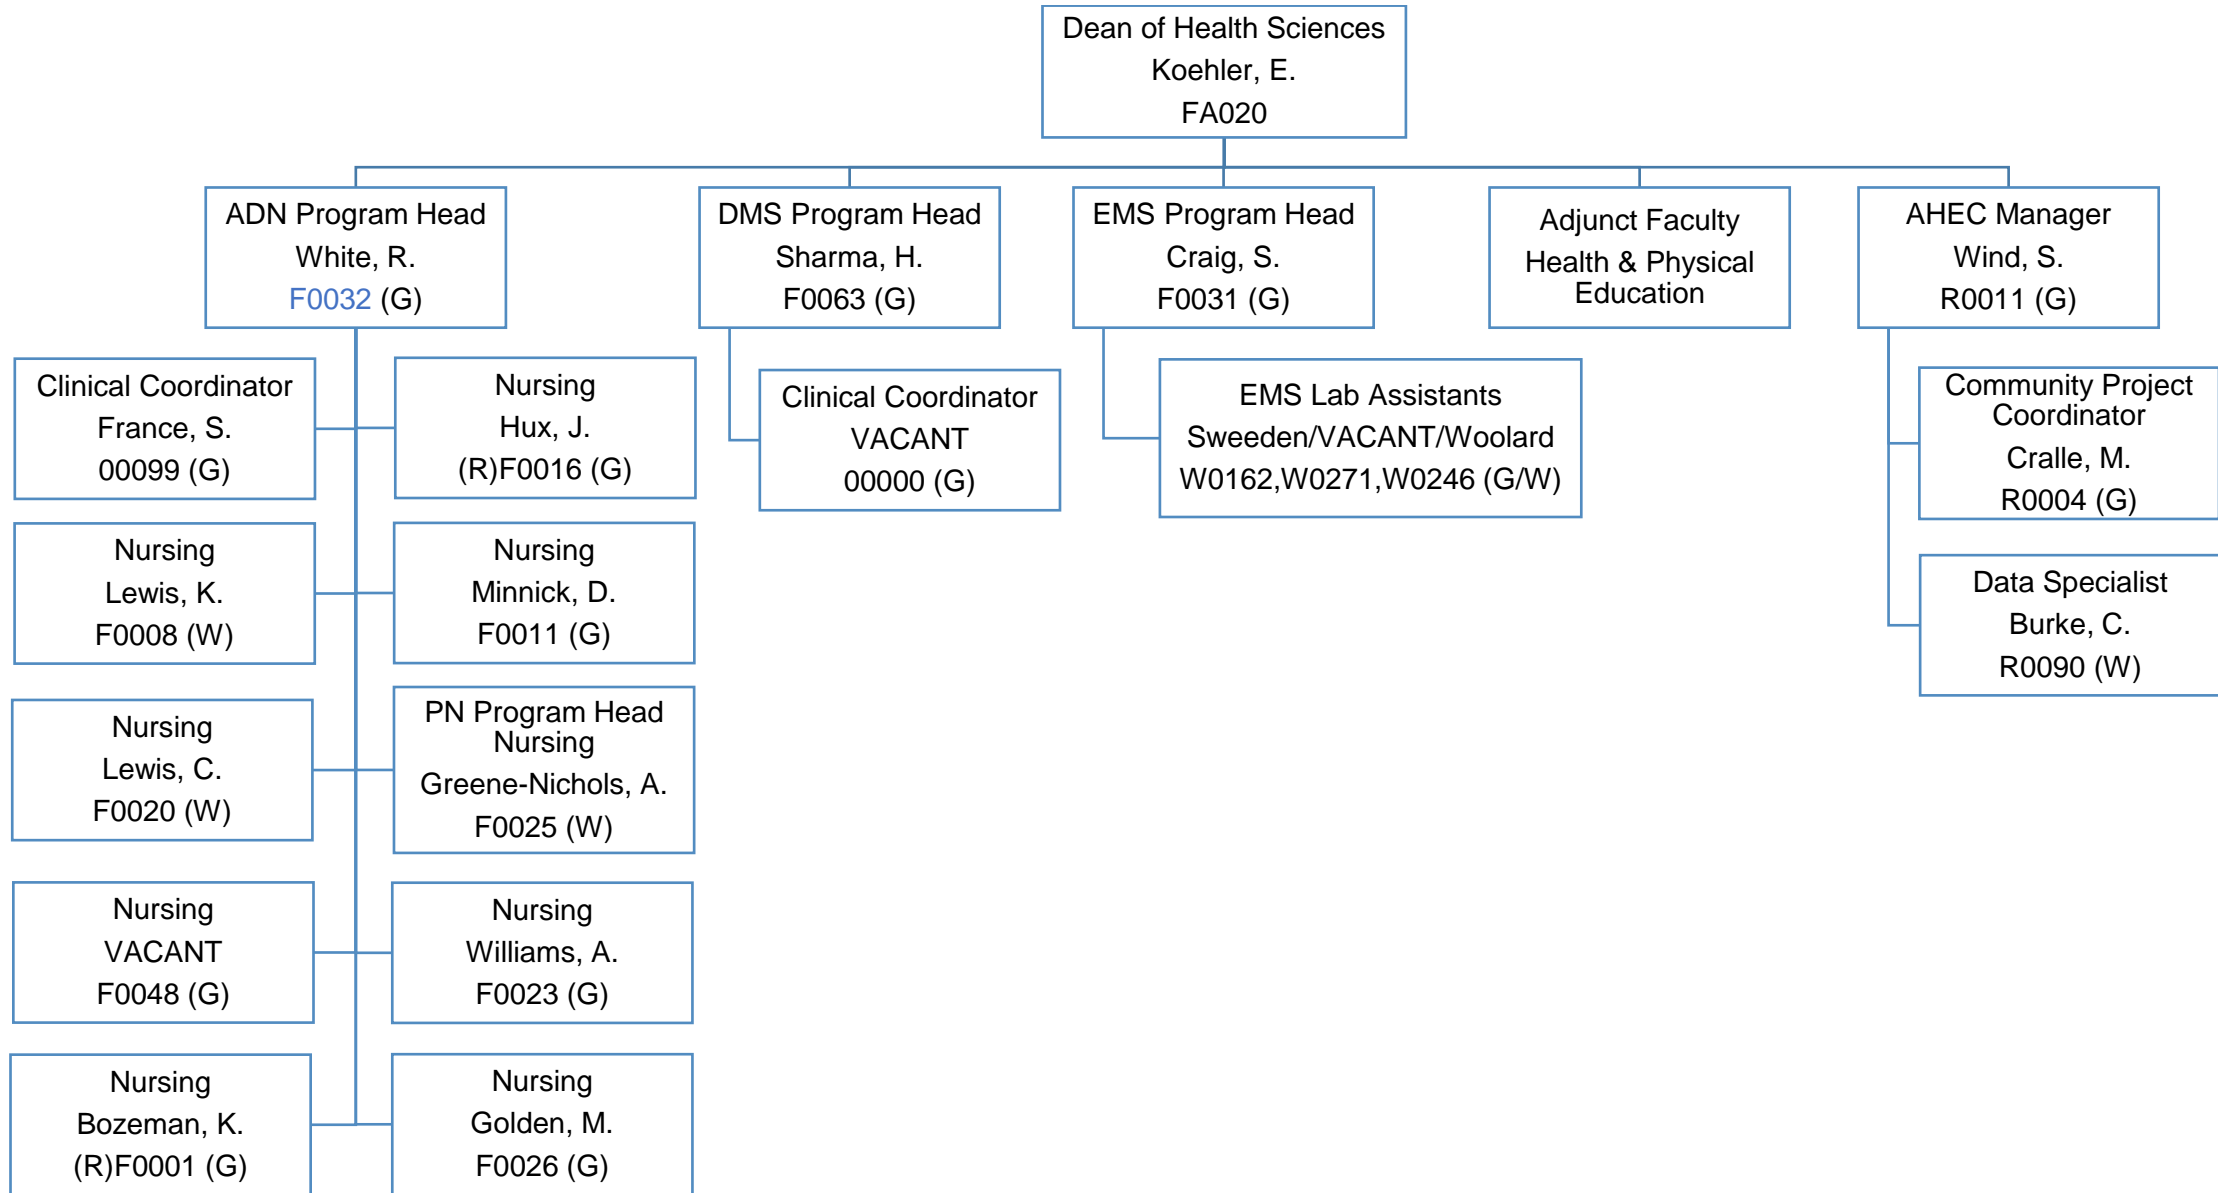 Dean of Health Sciences
Koehler, E.
FA020
ADN Program Head
White, R.
F0032 (G)
DMS Program Head
Sharma, H.
F0063 (G)
EMS Program Head
Craig, S.
F0031 (G)
Adjunct Faculty
Health & Physical
Education
AHEC Manager
Wind, S.
R0011 (G)
Clinical Coordinator
France, S.
00099 (G)
Nursing
Hux, J.
(R)F0016 (G)
Clinical Coordinator
VACANT
00000 (G)
EMS Lab Assistants
Sweeden/VACANT/Woolard
W0162,W0271,W0246 (G/W)
Community Project
Coordinator
Cralle, M.
R0004 (G)
Nursing
Lewis, K.
F0008 (W)
Nursing
Minnick, D.
F0011 (G)
Data Specialist
Burke, C.
R0090 (W)
Nursing
Lewis, C.
F0020 (W)
PN Program Head
Nursing
Greene-Nichols, A.
F0025 (W)
Nursing
VACANT
F0048 (G)
Nursing
Williams, A.
F0023 (G)
Nursing
Bozeman, K.
(R)F0001 (G)
Nursing
Golden, M.
F0026 (G)